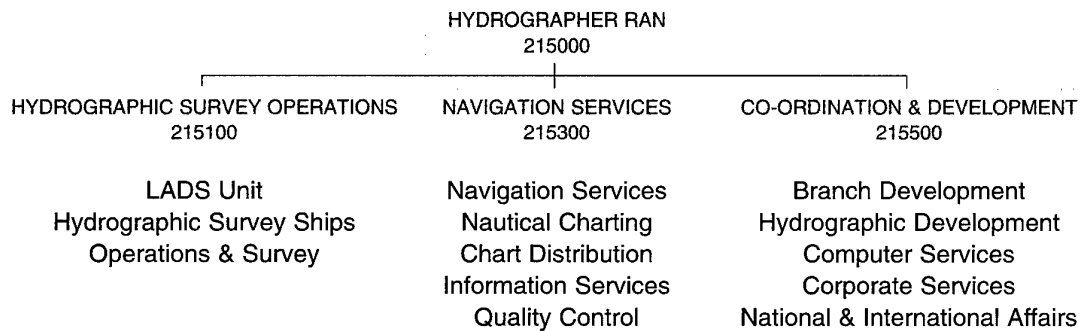 HYDROGRAPHER RAN
215000
HYDROGRAPHIC SURVEY OPERATIONS
215100
LADS Unit
Hydrographic Survey Ships
Operations & Survey
NAVIGATION SERVICES
215300
Navigation Services
Nautical Charting
Chart Distribution
Information Services
Quality Control
CO-ORDINATION & DEVELOPMENT
215500
Branch Development
Hydrographic Development
Computer Services
Corporate Services
National & International Affairs